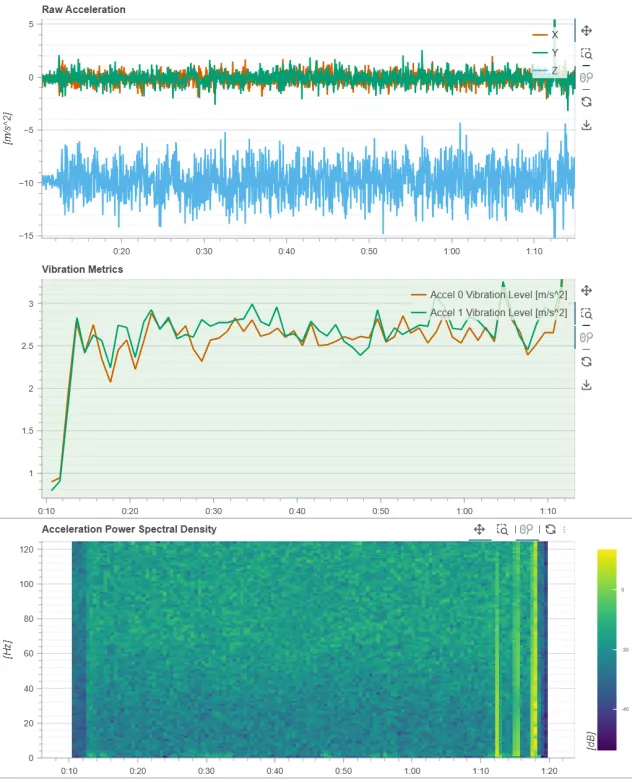 Raw Acceleration
5
X
Y
0
Z
−5
[m/s^2]
−10
−15
0:20 0:30 0:40 0:50 1:00 1:10
Vibration Metrics
Accel 0 Vibration Level [m/s^2]
3
Accel 1 Vibration Level [m/s^2]
2.5
2
1.5
1
0:10 0:20 0:30 0:40 0:50 1:00 1:10
Acceleration Power Spectral Density
120
100
0
80
60
-20
[Hz]
40
-40
20
[dB]
0
0:10 0:20 0:30 0:40 0:50 1:00 1:10 1:20